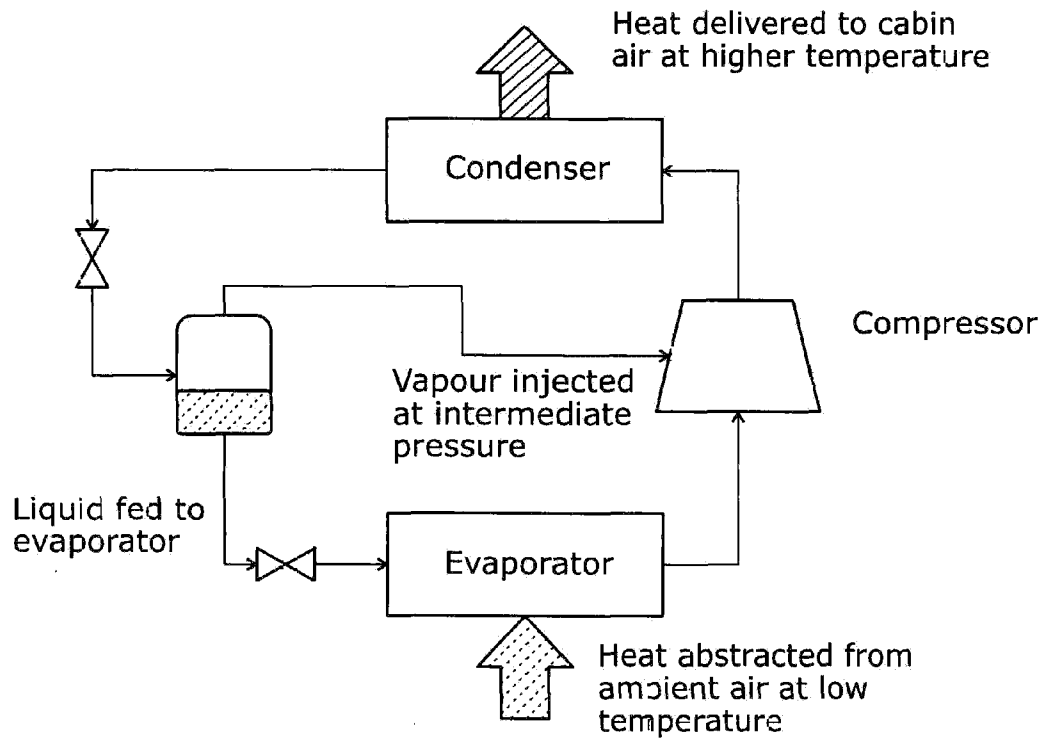 Heat delivered to cabin
air at higher temperature
Condenser
Compressor
Vapour injected
at intermediate
pressure
Liquid fed to
evaporator
Evaporator
Heat abstracted from
ambient air at low
temperature